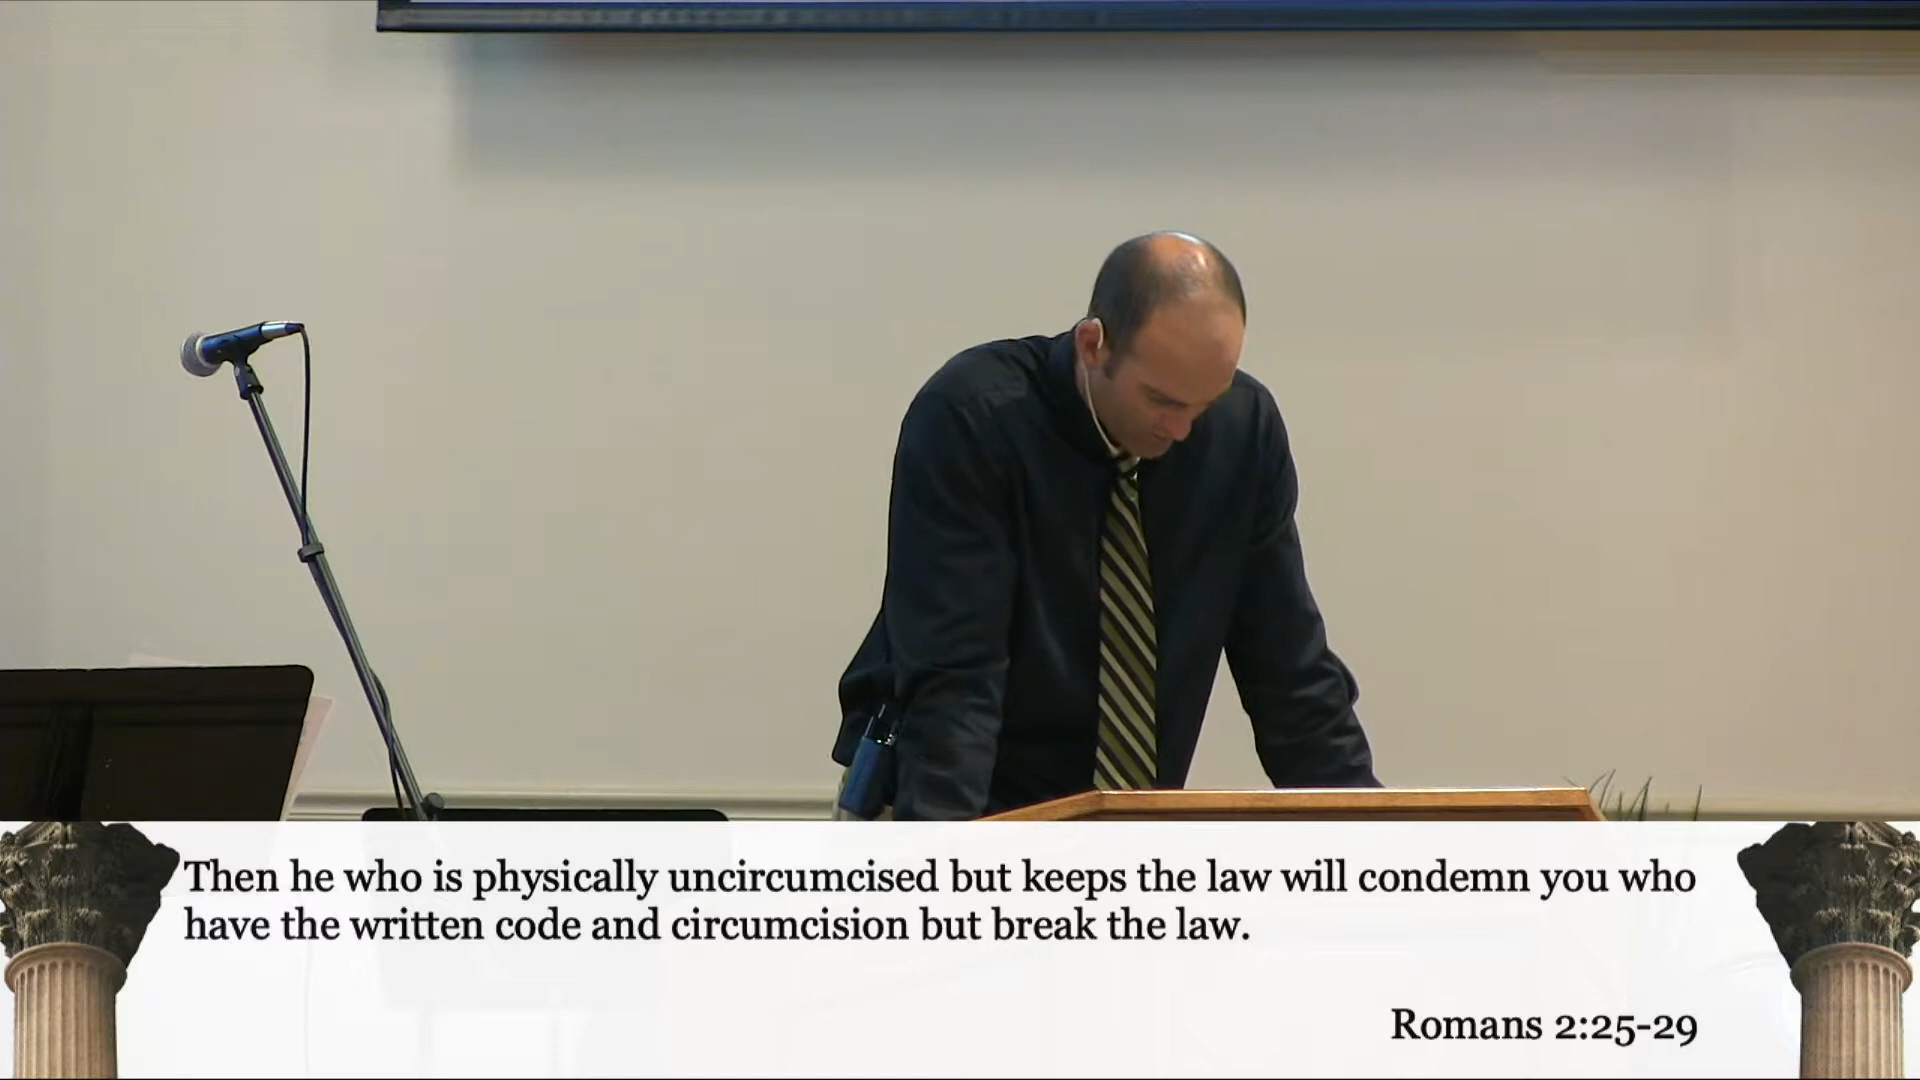 Then he who is physically uncircumcised but keeps the law will condemn you who
have the written code and circumcision but break the law.
Romans 2:25-29